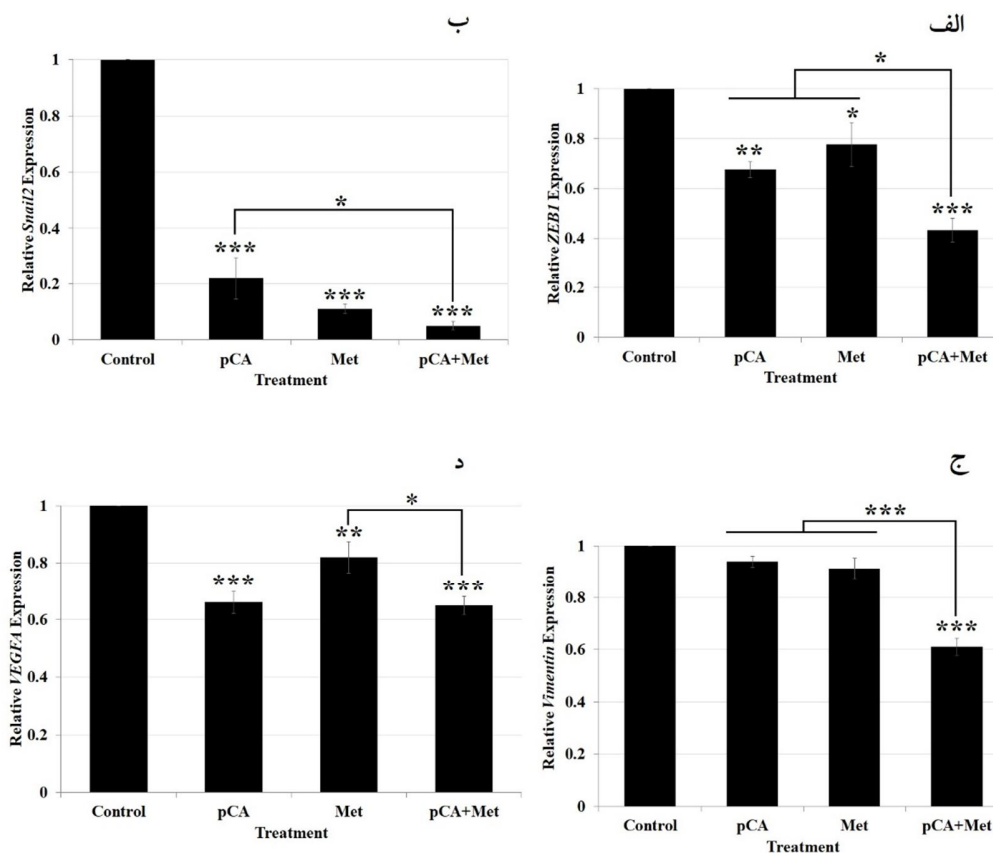 الف
Relative ZEB1 Expression
1
0.8
0.6
0.4
0.2
0
*
**
*
***
Control pCA Met pCA+Met
Treatment
ب
Relative Snail2 Expression
1
0.8
0.6
0.4
0.2
0
*
***
***
***
Control pCA Met pCA+Met
Treatment
ج
Relative Vimentin Expression
1
0.8
0.6
0.4
0.2
0
***
***
Control pCA Met pCA+Met
Treatment
د
Relative VEGFA Expression
1
0.8
0.6
0.4
0.2
0
*
***
**
***
Control pCA Met pCA+Met
Treatment